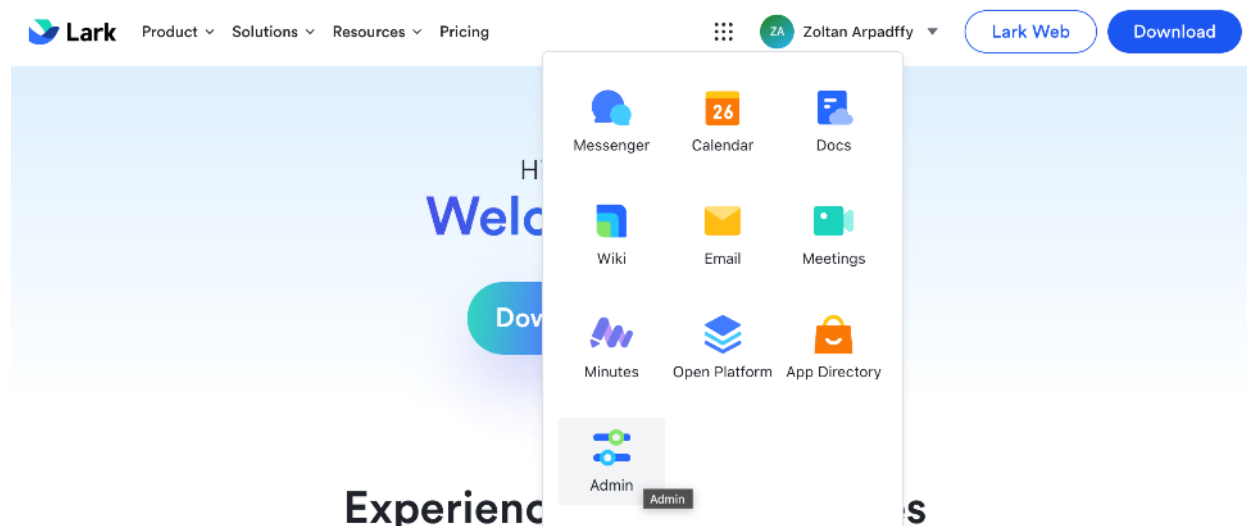 Lark Product Solutions Resources Pricing ZA Zoltan Arpadffy Lark Web Download
26
Messenger Calendar Docs
Wiki Email Meetings
Minutes Open Platform App Directory
Admin
Admin